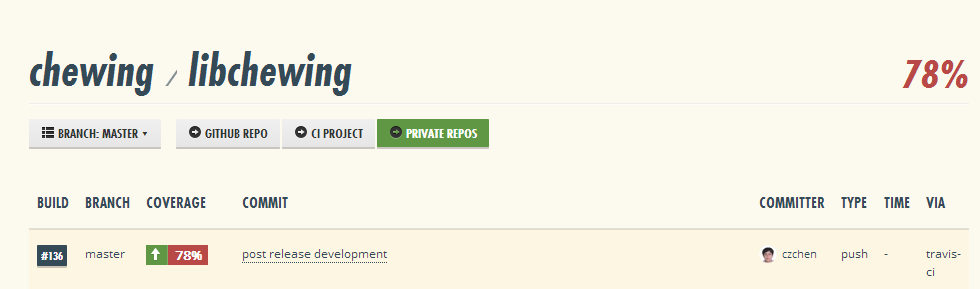 chewing / libchewing 78%
BRANCH: MASTER GITHUB REPO CI PROJECT PRIVATE REPOS
BUILD BRANCH COVERAGE COMMIT COMMITTER TYPE TIME VIA
#136 master 78% post release development czchen push - travis-
ci